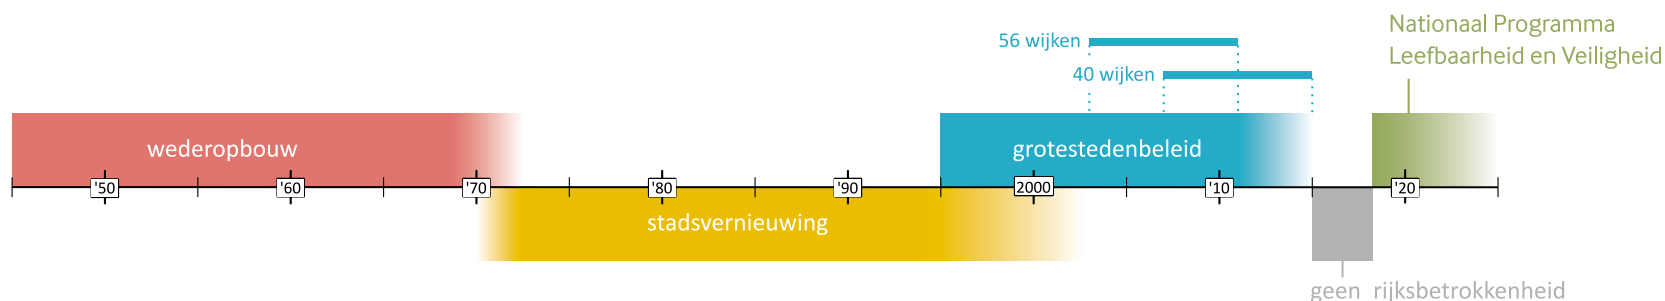 Nationaal Programma
Leefbaarheid en Veiligheid
56 wijken
40 wijken
wederopbouw
grotestedenbeleid
'50
'60
'70
'80
'90
2000
'10
'20
stadsvernieuwing
geen rijksbetrokkenheid